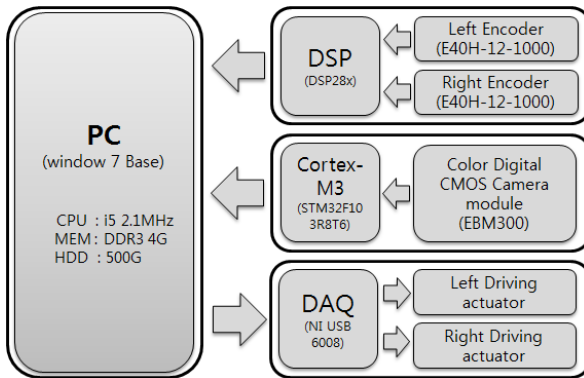 PC
(window 7 Base)
CPU : i5 2.1MHz
MEM : DDR3 4G
HDD : 500G
DSP
(DSP28x)
Left Encoder
(E40H-12-1000)
Right Encoder
(E40H-12-1000)
Cortex-
M3
(STM32F10
3R8T6)
Color Digital
CMOS Camera
module
(EBM300)
DAQ
(NI USB
6008)
Left Driving
actuator
Right Driving
actuator